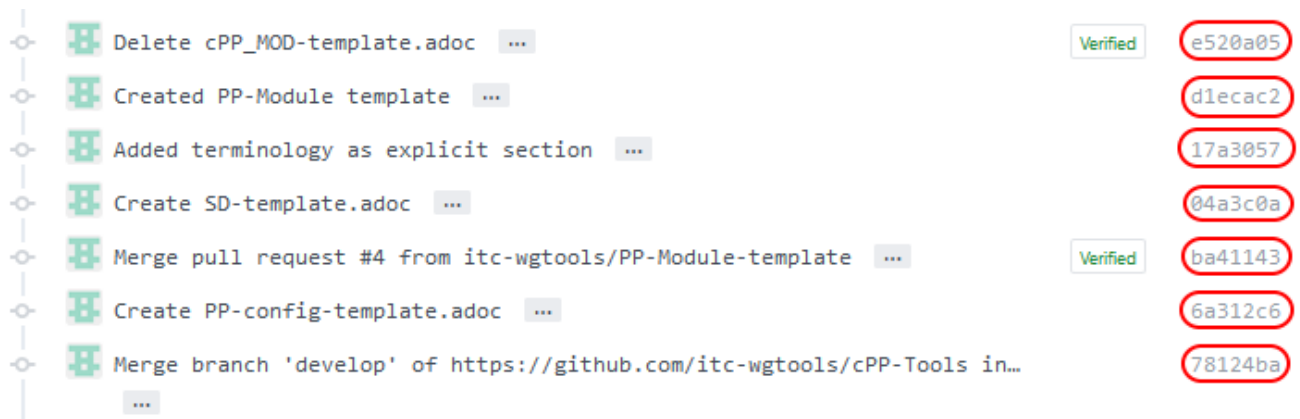 Delete cPP_MOD-template.adoc ... Verified e520a05
Created PP-Module template ... d1ecac2
Added terminology as explicit section ... 17a3057
Create SD-template.adoc ... 04a3c0a
Merge pull request #4 from itc-wgtools/PP-Module-template ... Verified ba41143
Create PP-config-template.adoc ... 6a312c6
Merge branch 'develop' of https://github.com/itc-wgtools/cPP-Tools in… 78124ba
...